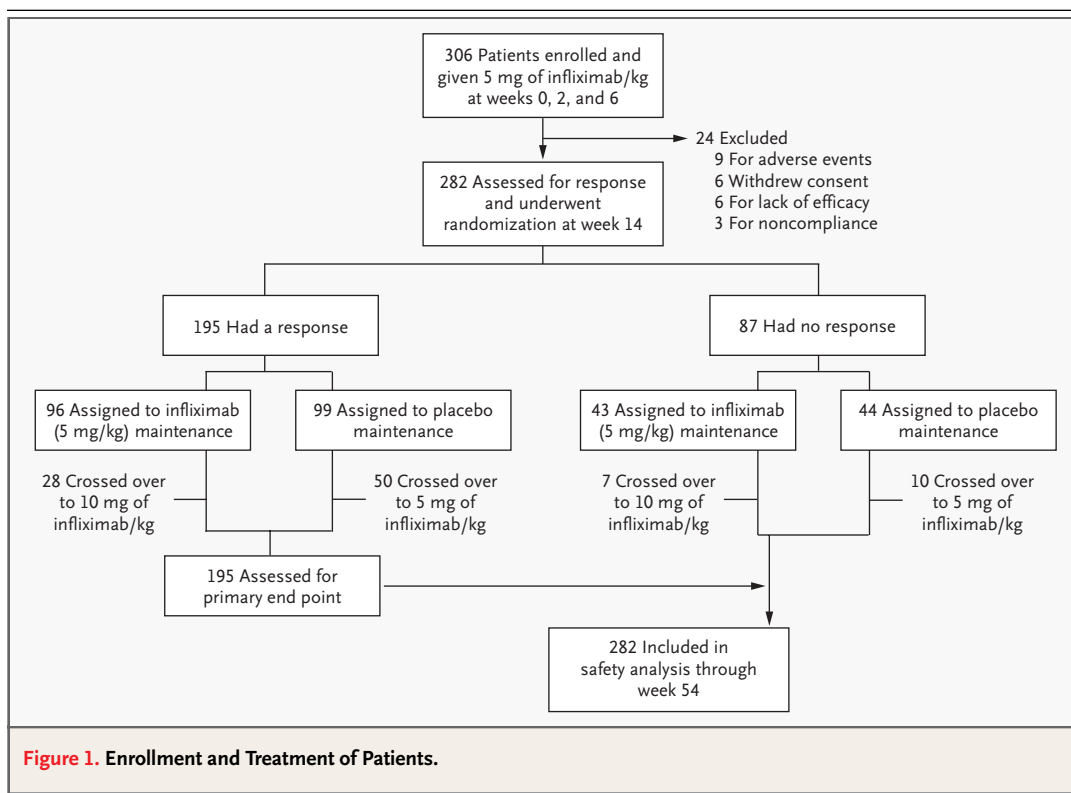 306 Patients enrolled and
given 5 mg of infliximab/kg
at weeks 0, 2, and 6
24 Excluded
9 For adverse events
6 Withdrew consent
6 For lack of efficacy
3 For noncompliance
282 Assessed for response
and underwent
randomization at week 14
195 Had a response
87 Had no response
96 Assigned to infliximab
(5 mg/kg) maintenance
99 Assigned to placebo
maintenance
43 Assigned to infliximab
(5 mg/kg) maintenance
44 Assigned to placebo
maintenance
28 Crossed over
to 10 mg of
infliximab/kg
50 Crossed over
to 5 mg of
infliximab/kg
7 Crossed over
to 10 mg of
infliximab/kg
10 Crossed over
to 5 mg of
infliximab/kg
195 Assessed for
primary end point
282 Included in
safety analysis through
week 54
Figure 1. Enrollment and Treatment of Patients.